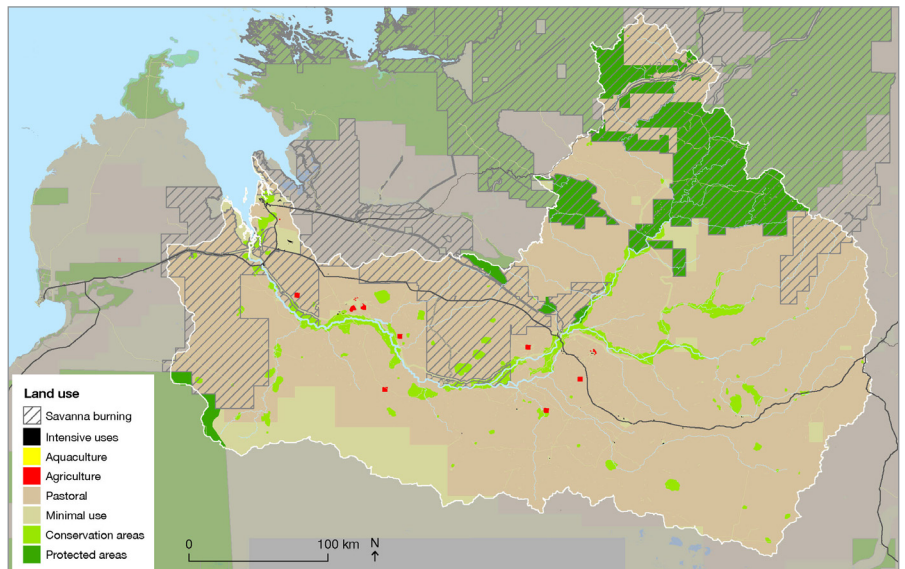 Land use
Savanna burning
Intensive uses
Aquaculture
Agriculture
Pastoral
Minimal use
Conservation areas
Protected areas
0 100 km N